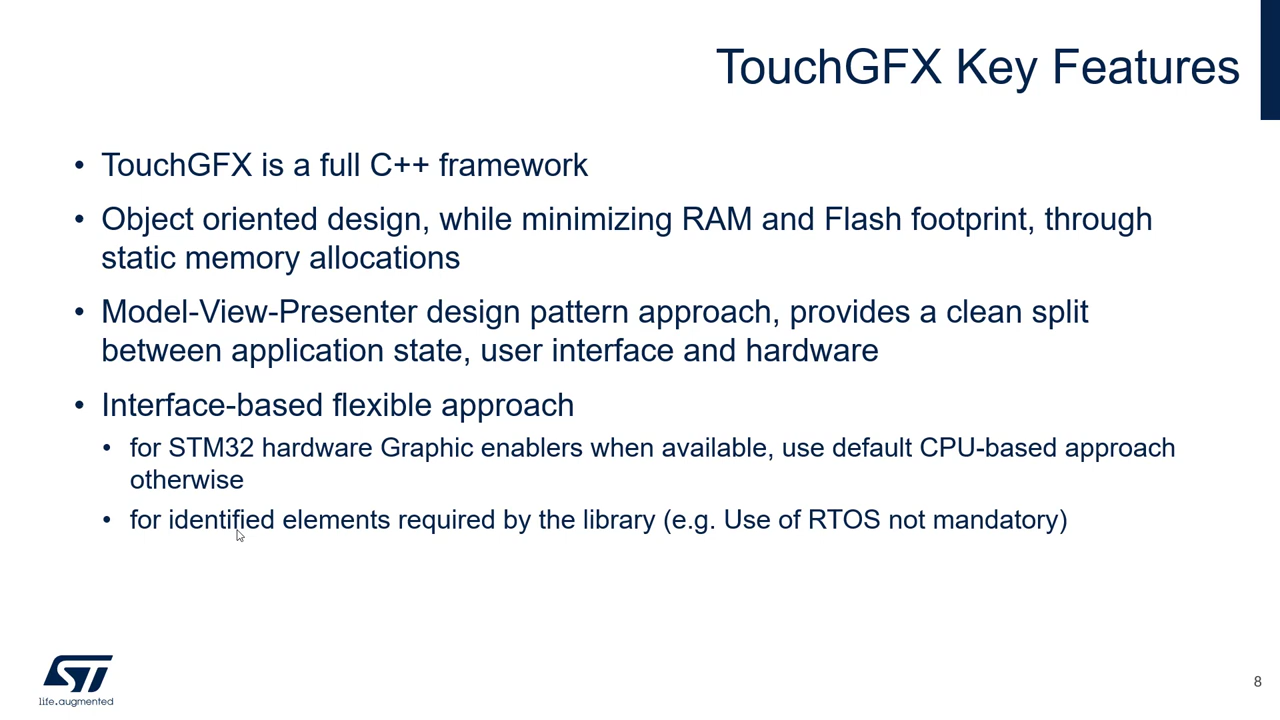 TouchGFX Key Features
• TouchGFX is a full C++ framework
• Object oriented design, while minimizing RAM and Flash footprint, through
static memory allocations
• Model-View-Presenter design pattern approach, provides a clean split
between application state, user interface and hardware
• Interface-based flexible approach
• for STM32 hardware Graphic enablers when available, use default CPU-based approach
otherwise
• for identified elements required by the library (e.g. Use of RTOS not mandatory)
ST
life.augmented
8